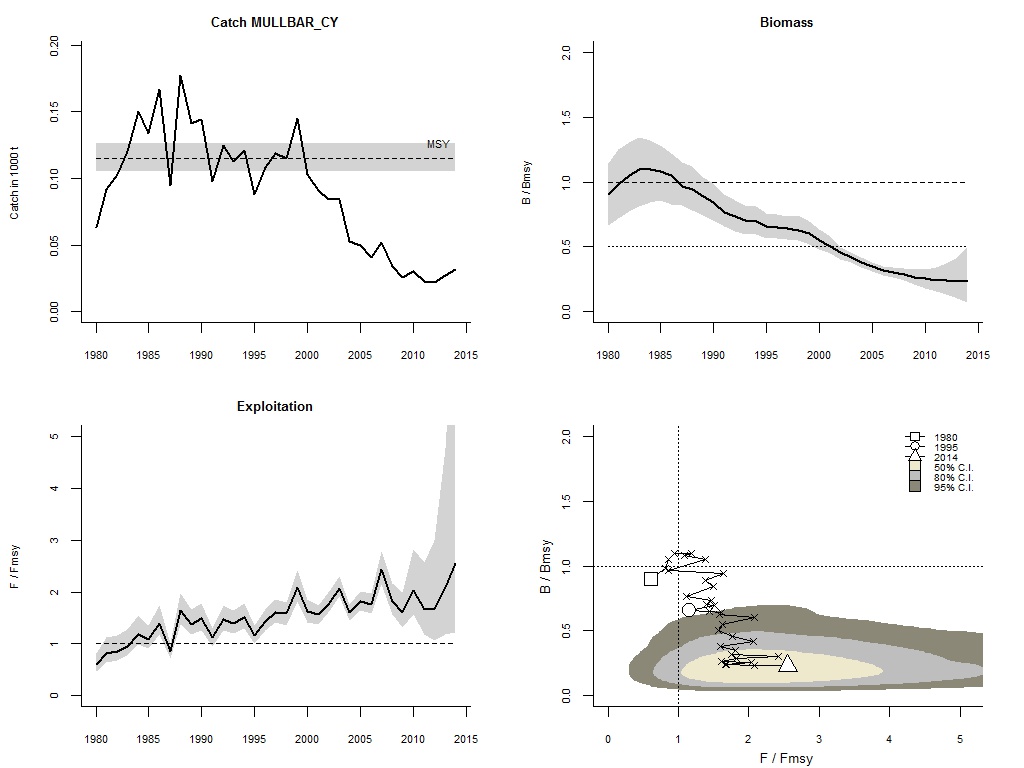 Catch MULLBAR_CY
Catch in 1000 t
0.20
0.15
0.10
0.05
0.00
MSY
1980 1985 1990 1995 2000 2005 2010 2015
Biomass
B / Bmsy
2.0
1.5
1.0
0.5
0.0
1980 1985 1990 1995 2000 2005 2010 2015
Exploitation
F / Fmsy
5
4
3
2
1
0
1980 1985 1990 1995 2000 2005 2010 2015
B / Bmsy
2.0
1.5
1.0
0.5
0.0
1980
1995
2014
50% C.I.
80% C.I.
95% C.I.
0 1 2 3 4 5
F / Fmsy